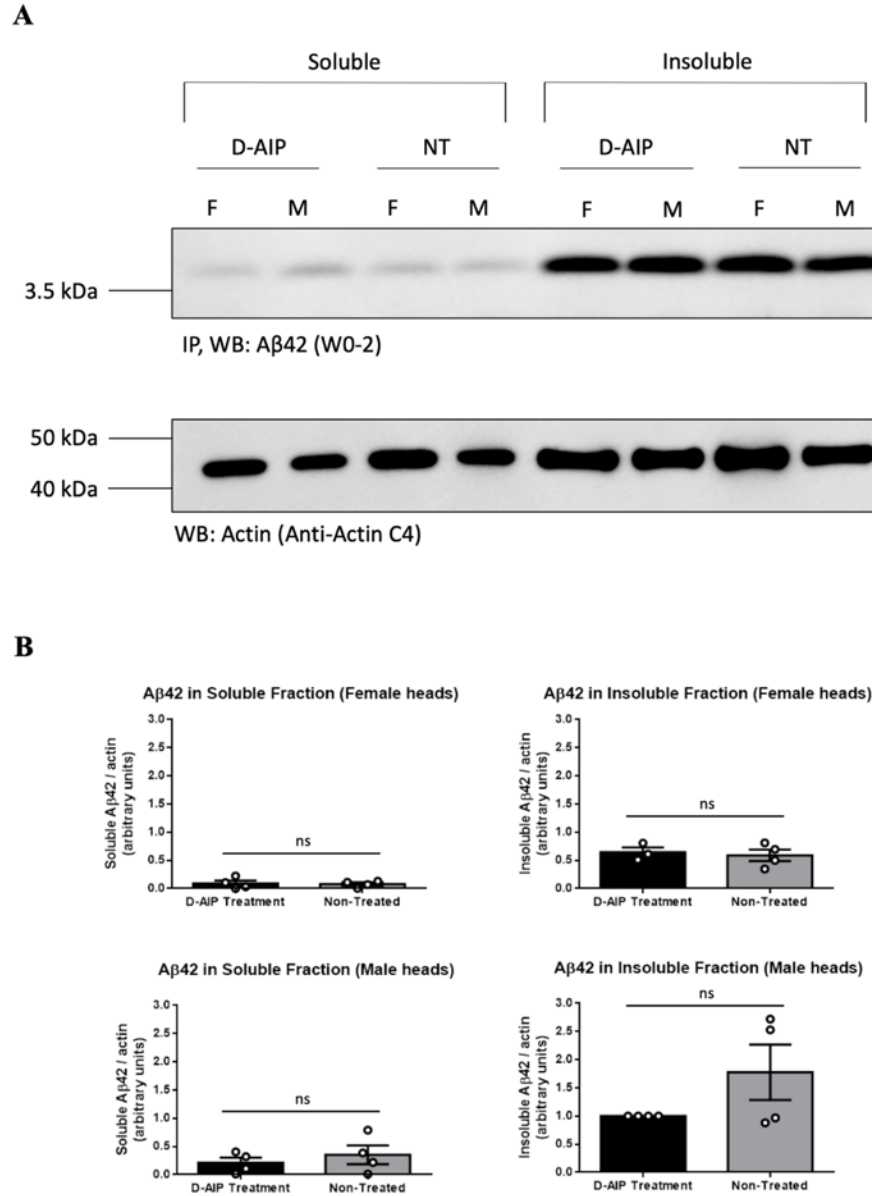 A
Soluble Insoluble
D-AIP NT D-AIP NT
F M F M F M F M
3.5 kDa
IP, WB: Aβ42 (W0-2)
50 kDa
40 kDa
WB: Actin (Anti-Actin C4)
B
Aβ42 in Soluble Fraction (Female heads)
Soluble Aβ42 / actin
(arbitrary units)
3.0
2.5
2.0
1.5
1.0
0.5
0.0
ns
D-AIP Treatment Non-Treated
Aβ42 in Insoluble Fraction (Female heads)
Insoluble Aβ42 / actin
(arbitrary units)
3.0
2.5
2.0
1.5
1.0
0.5
0.0
ns
D-AIP Treatment Non-Treated
Aβ42 in Soluble Fraction (Male heads)
Soluble Aβ42 / actin
(arbitrary units)
3.0
2.5
2.0
1.5
1.0
0.5
0.0
ns
D-AIP Treatment Non-Treated
Aβ42 in Insoluble Fraction (Male heads)
Insoluble Aβ42 / actin
(arbitrary units)
3.0
2.5
2.0
1.5
1.0
0.5
0.0
ns
D-AIP Treatment Non-Treated